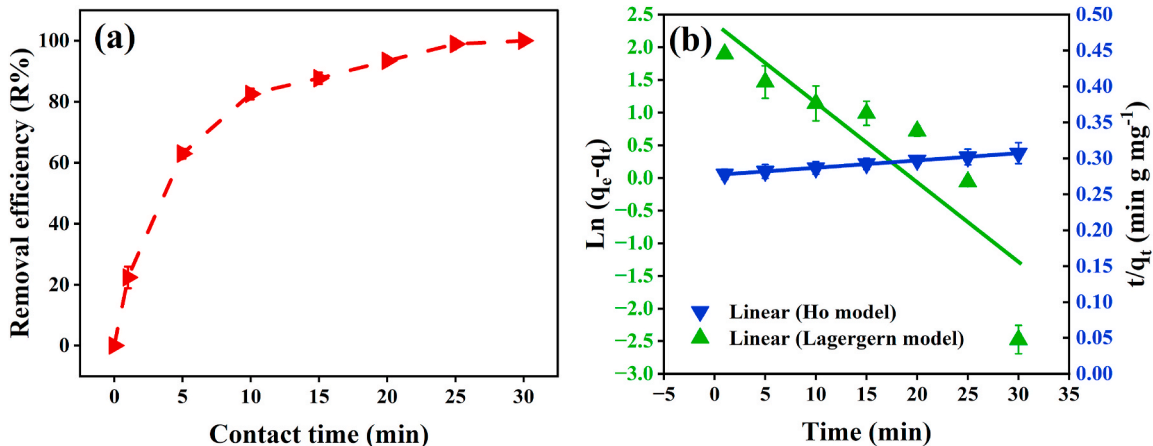 (a)
Removal efficiency (R%)
100
80
60
40
20
0
0 5 10 15 20 25 30
Contact time (min)
(b)
Ln (qe-qt)
2.5
2.0
1.5
1.0
0.5
0.0
−0.5
−1.0
−1.5
−2.0
−2.5
−3.0
Linear (Ho model)
Linear (Lagergern model)
−5 0 5 10 15 20 25 30 35
Time (min)
0.50
0.45
0.40
0.35
0.30
0.25
0.20
0.15
0.10
0.05
0.00
t/qt (min g mg-1)